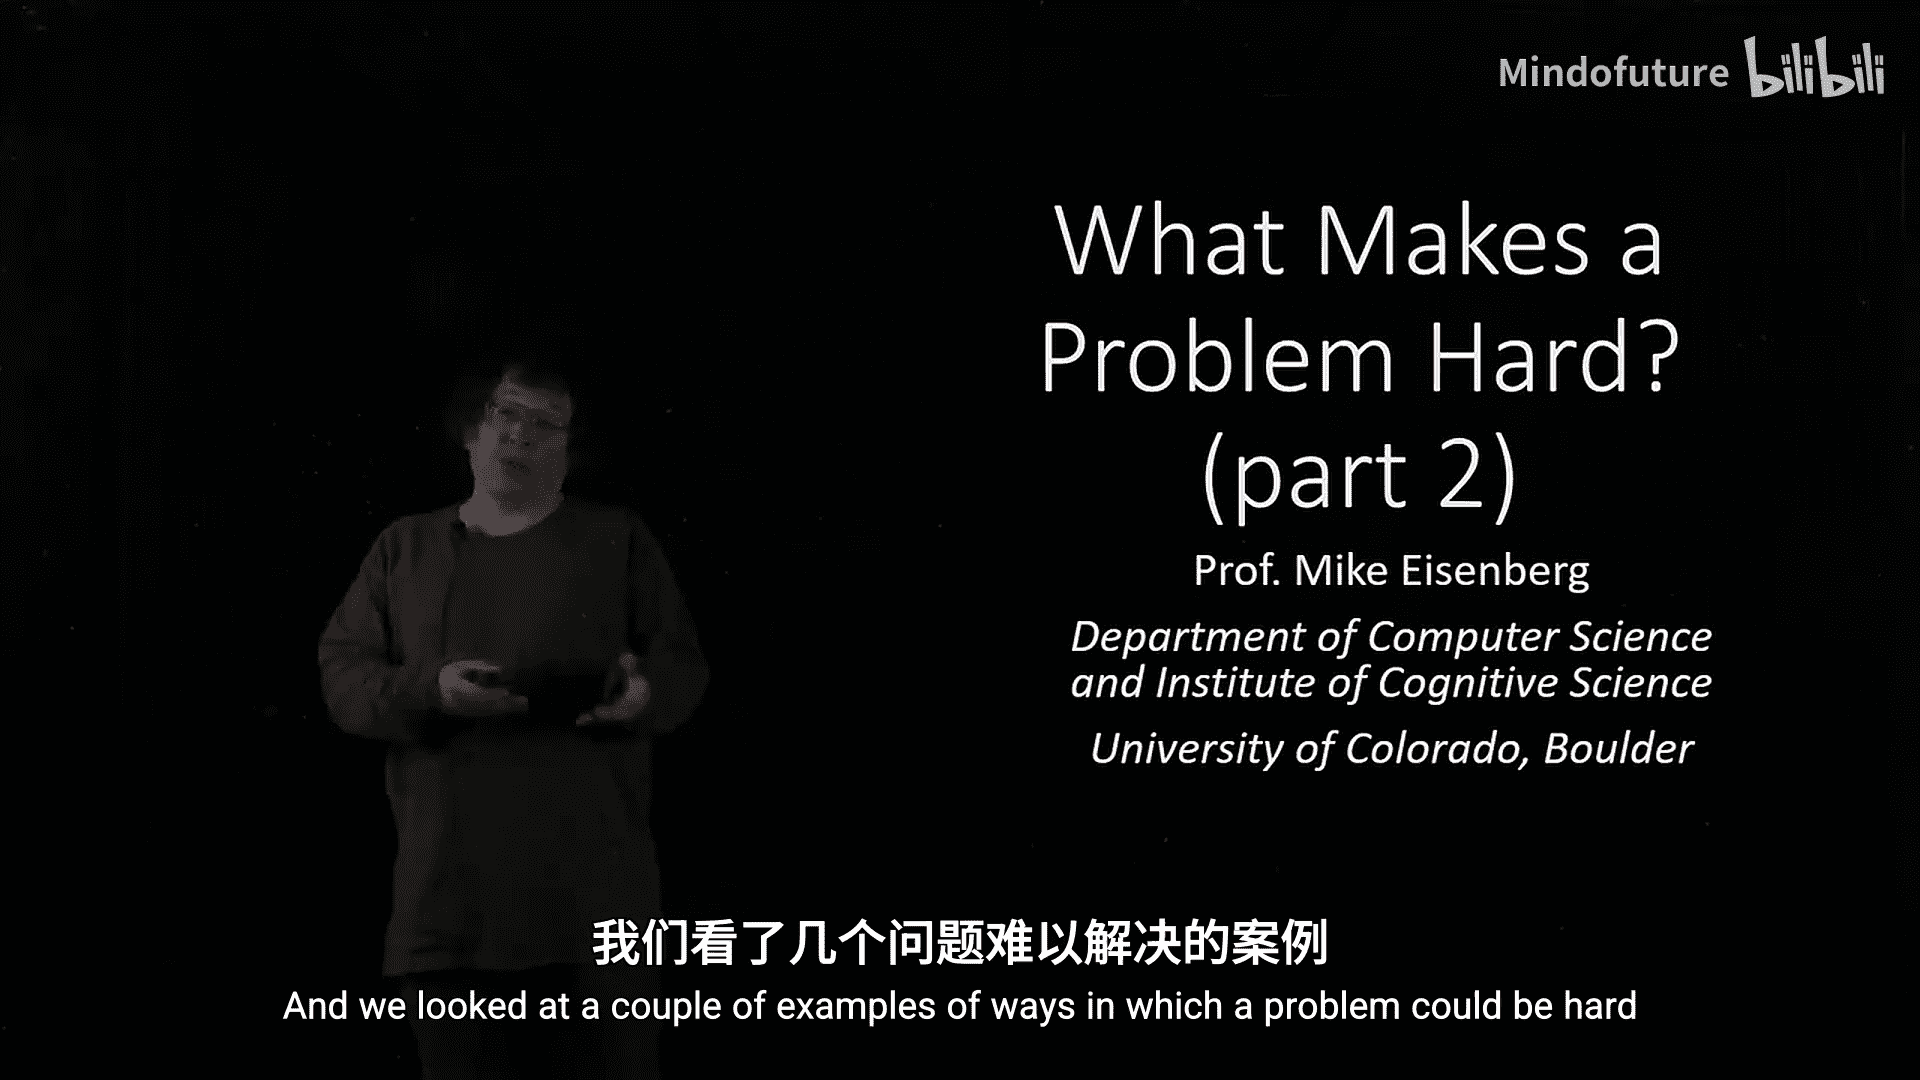 Mindofuture bilibili
What Makes a
Problem Hard?
(part 2)
Prof. Mike Eisenberg
Department of Computer Science
and Institute of Cognitive Science
University of Colorado, Boulder
我们看了几个问题难以解决的案例
And we looked at a couple of examples of ways in which a problem could be hard